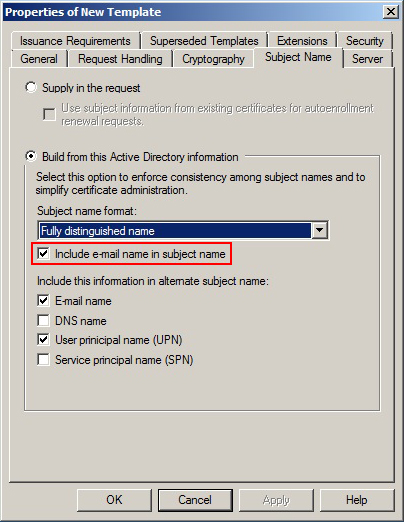 Properties of New Template
Issuance Requirements Superseded Templates Extensions Security
General Request Handling Cryptography Subject Name Server
Supply in the request
Use subject information from existing certificates for autoenrollment
renewal requests.
Build from this Active Directory information
Select this option to enforce consistency among subject names and to
simplify certificate administration.
Subject name format:
Fully distinguished name
Include e-mail name in subject name
Include this information in alternate subject name:
E-mail name
DNS name
User prinicipal name (UPN)
Service principal name (SPN)
OK Cancel Apply Help